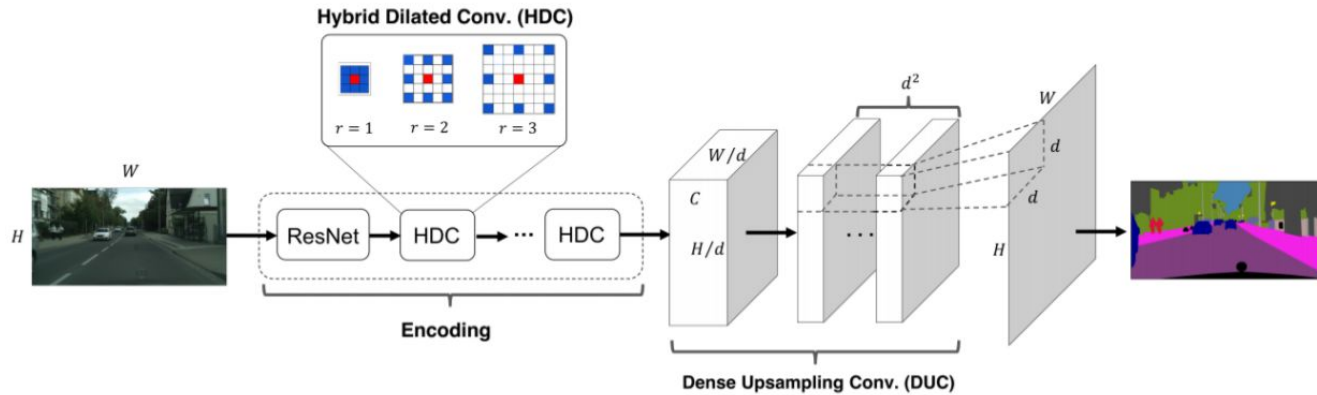 Hybrid Dilated Conv. (HDC)
r = 1
r = 2
r = 3
W
H
ResNet
HDC
...
HDC
Encoding
W/d
C
H/d
d²
...
W
d
d
H
Dense Upsampling Conv. (DUC)